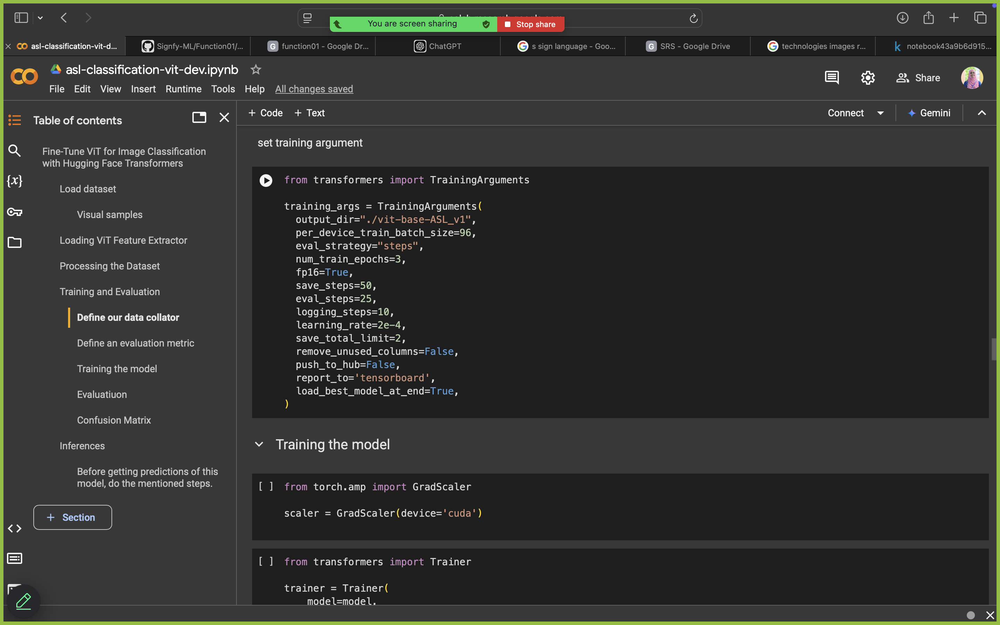 You are screen sharing
Stop share
asl-classification-vit-d...
Signfy-ML/Function01/...
function01 - Google Dr...
ChatGPT
s sign language - Goo...
SRS - Google Drive
technologies images r...
notebook43a9b6d915...
asl-classification-vit-dev.ipynb
File Edit View Insert Runtime Tools Help All changes saved
Share
Table of contents
+ Code + Text
Connect
Gemini
Fine-Tune ViT for Image Classification
with Hugging Face Transformers
Load dataset
Visual samples
Loading ViT Feature Extractor
Processing the Dataset
Training and Evaluation
Define our data collator
Define an evaluation metric
Training the model
Evaluatiuon
Confusion Matrix
Inferences
Before getting predictions of this
model, do the mentioned steps.
+ Section
set training argument
from transformers import TrainingArguments
training_args = TrainingArguments(
output_dir="./vit-base-ASL_v1",
per_device_train_batch_size=96,
eval_strategy="steps",
num_train_epochs=3,
fp16=True,
save_steps=50,
eval_steps=25,
logging_steps=10,
learning_rate=2e-4,
save_total_limit=2,
remove_unused_columns=False,
push_to_hub=False,
report_to='tensorboard',
load_best_model_at_end=True,
)
Training the model
[ ] from torch.amp import GradScaler
scaler = GradScaler(device='cuda')
[ ] from transformers import Trainer
trainer = Trainer(
model=model,